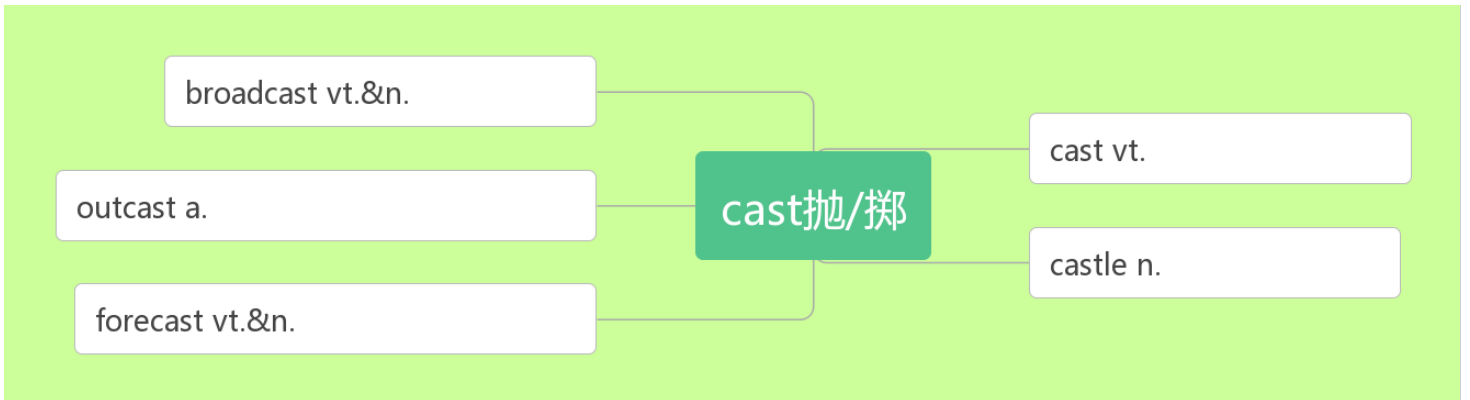 broadcast vt.&n.
outcast a.
forecast vt.&n.
cast抛/掷
cast vt.
castle n.